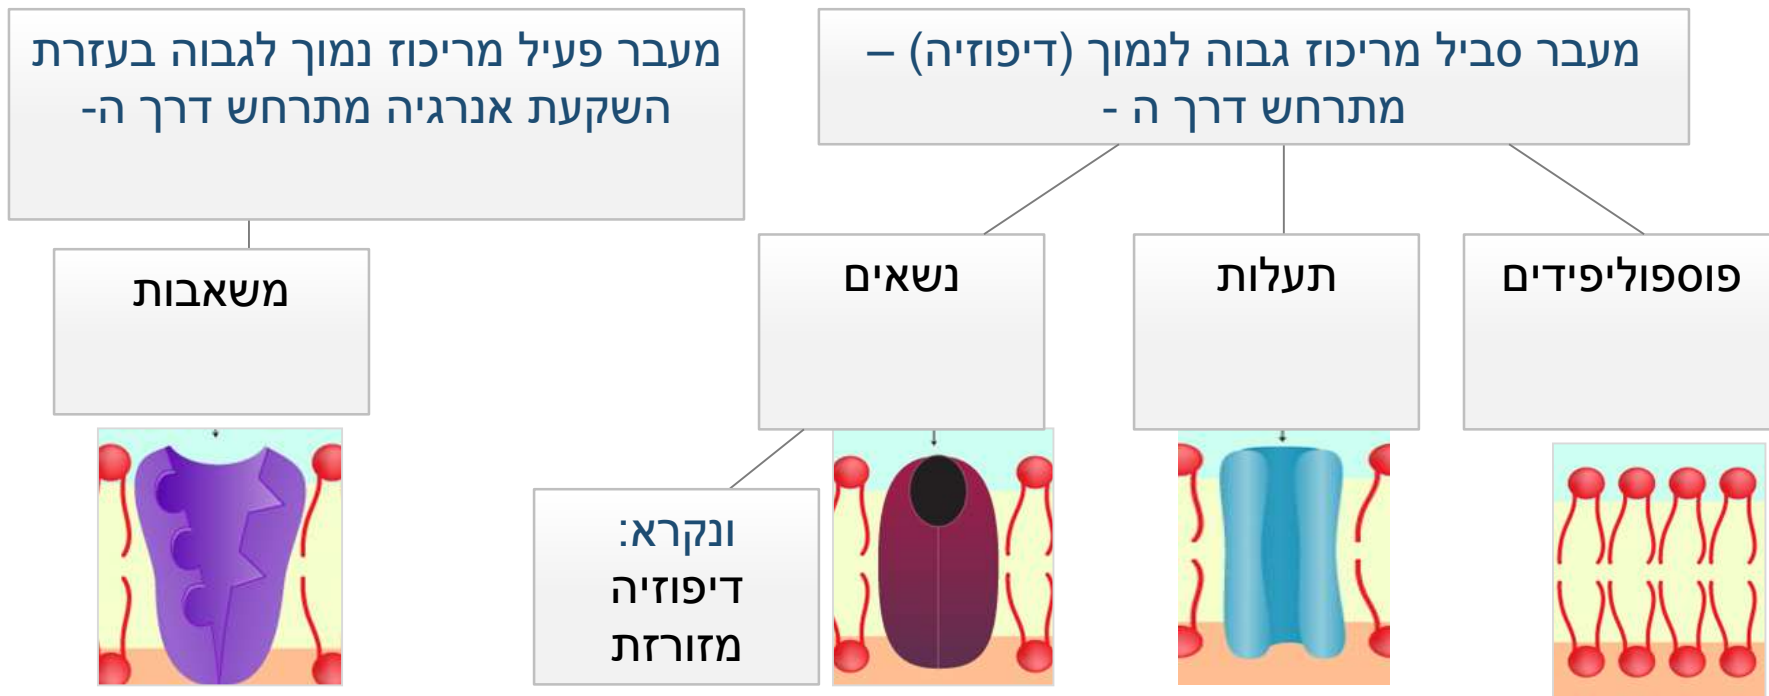 מעבר סביל מריכוז גבוה לנמוך (דיפוזיה) –
מתרחש דרך ה -
מעבר פעיל מריכוז נמוך לגבוה בעזרת
השקעת אנרגיה מתרחש דרך ה-
פוספוליפידים
תעלות
נשאים
משאבות
ונקרא:
דיפוזיה
מזורזת